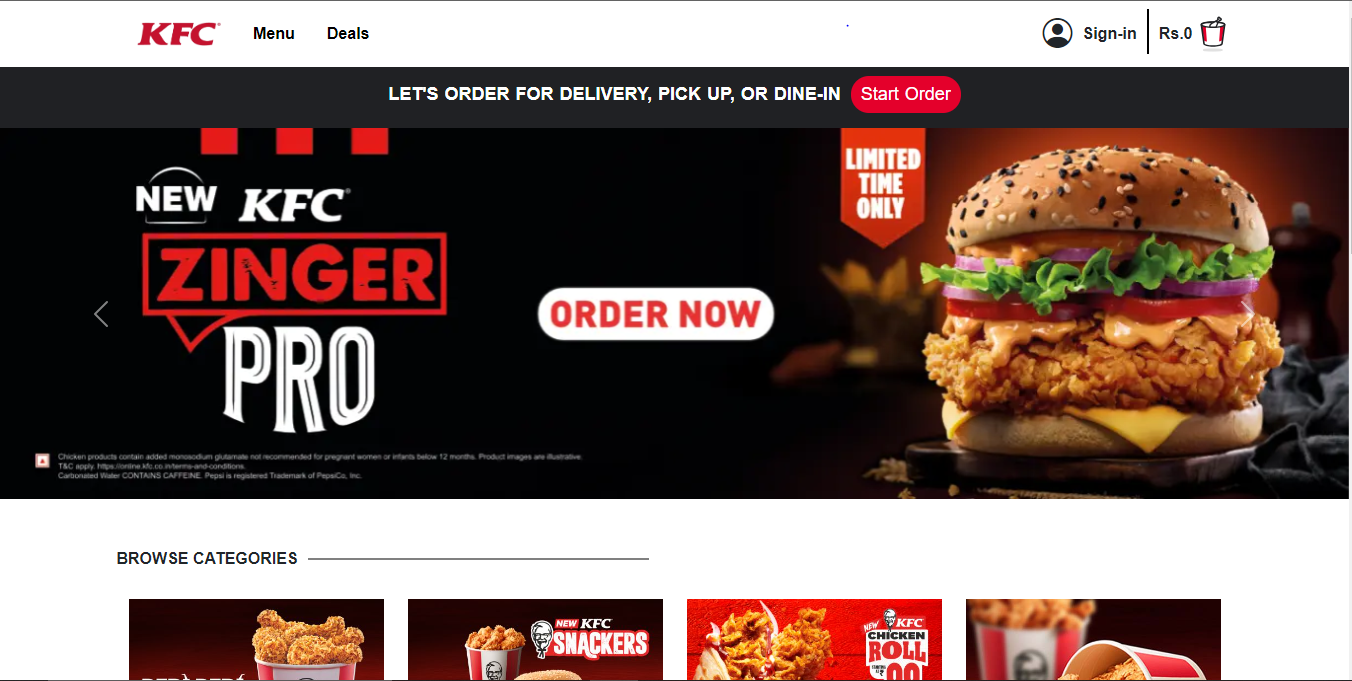 KFC Menu Deals Sign-in Rs.0
LET'S ORDER FOR DELIVERY, PICK UP, OR DINE-IN Start Order
LIMITED
TIME
ONLY
NEW KFC
ZINGER
PRO
ORDER NOW
Chicken products contain added monosodium glutamate not recommended for pregnant women or infants below 12 months. Product images are illustrative.
T&C apply. https://online.kfc.co.in/terms-and-conditions.
Carbonated Water CONTAINS CAFFEINE. Pepsi is registered Trademark of PepsiCo, Inc.
BROWSE CATEGORIES
NEW KFC
SNACKERS
NEW KFC
CHICKEN
ROLL